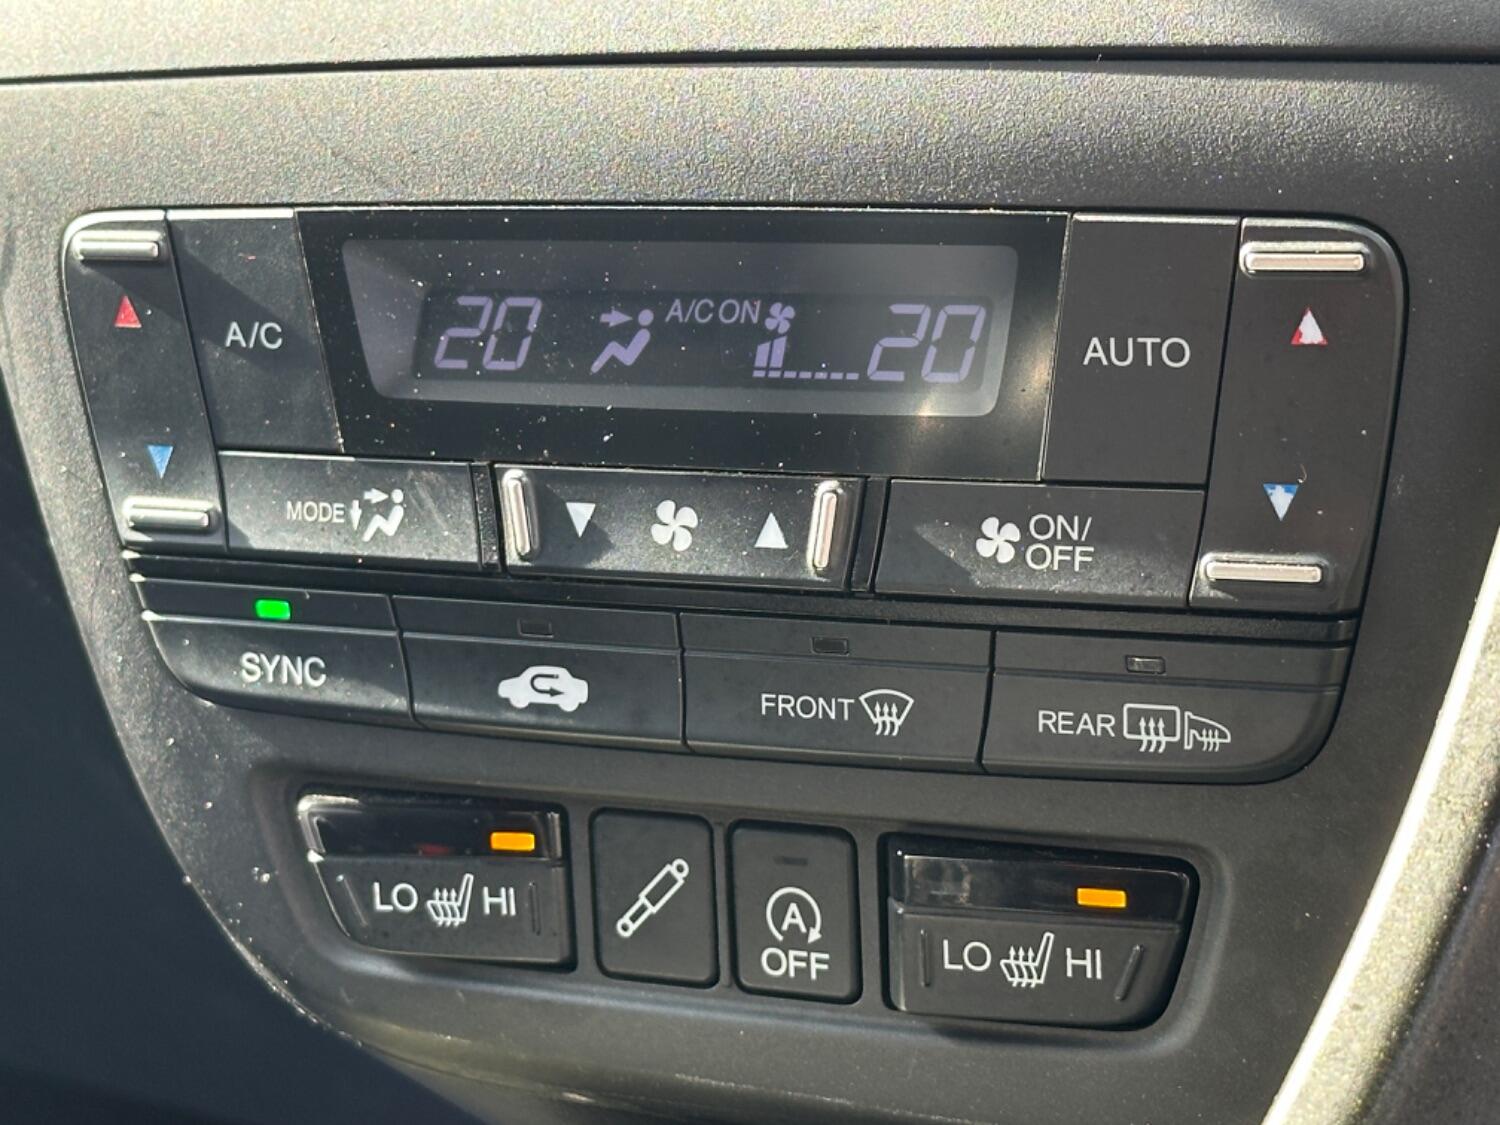 A/C
20 A/C ON 20
AUTO
MODE
ON/
OFF
SYNC
FRONT
REAR
LO HI
A
OFF
LO HI